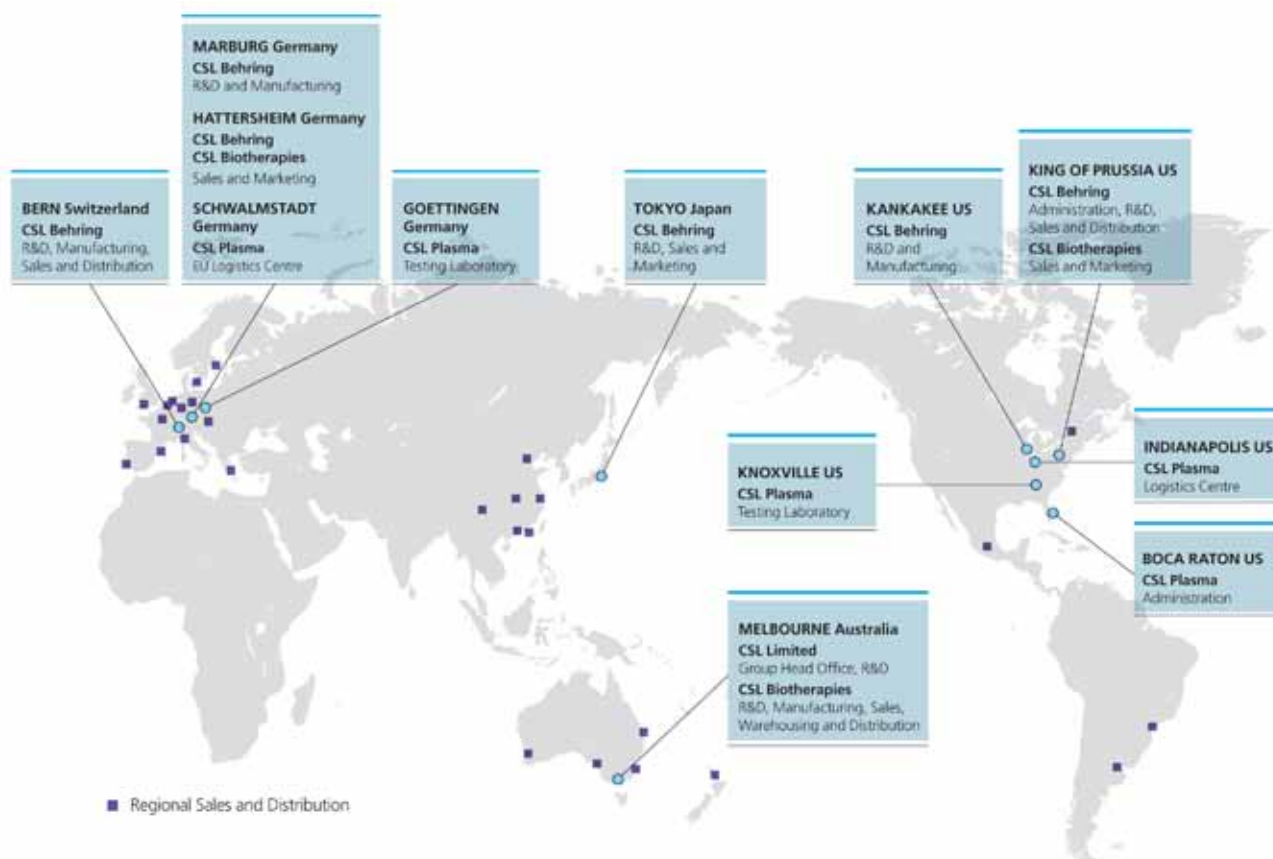 MARBURG Germany
CSL Behring
R&D and Manufacturing
HATTERSHEIM Germany
CSL Behring
CSL Biotherapies
Sales and Marketing
SCHWALMSTADT
Germany
CSL Plasma
EU Logistics Centre
BERN Switzerland
CSL Behring
R&D, Manufacturing,
Sales and Distribution
GOETTINGEN
Germany
CSL Plasma
Testing Laboratory
TOKYO Japan
CSL Behring
R&D, Sales and
Marketing
KANKAKEE US
CSL Behring
R&D and
Manufacturing
KING OF PRUSSIA US
CSL Behring
Administration, R&D,
Sales and Distribution
CSL Biotherapies
Sales and Marketing
KNOXVILLE US
CSL Plasma
Testing Laboratory
INDIANAPOLIS US
CSL Plasma
Logistics Centre
BOCA RATON US
CSL Plasma
Administration
MELBOURNE Australia
CSL Limited
Group Head Office, R&D
CSL Biotherapies
R&D, Manufacturing, Sales,
Warehousing and Distribution
Regional Sales and Distribution